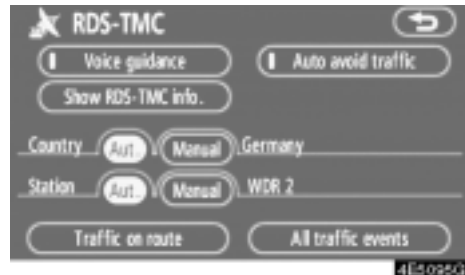 RDS-TMC
Voice guidance Auto avoid traffic
Show RDS-TMC info.
Country Aut. Manual Germany
Station Aut. Manual WDR 2
Traffic on route All traffic events
4E5095G